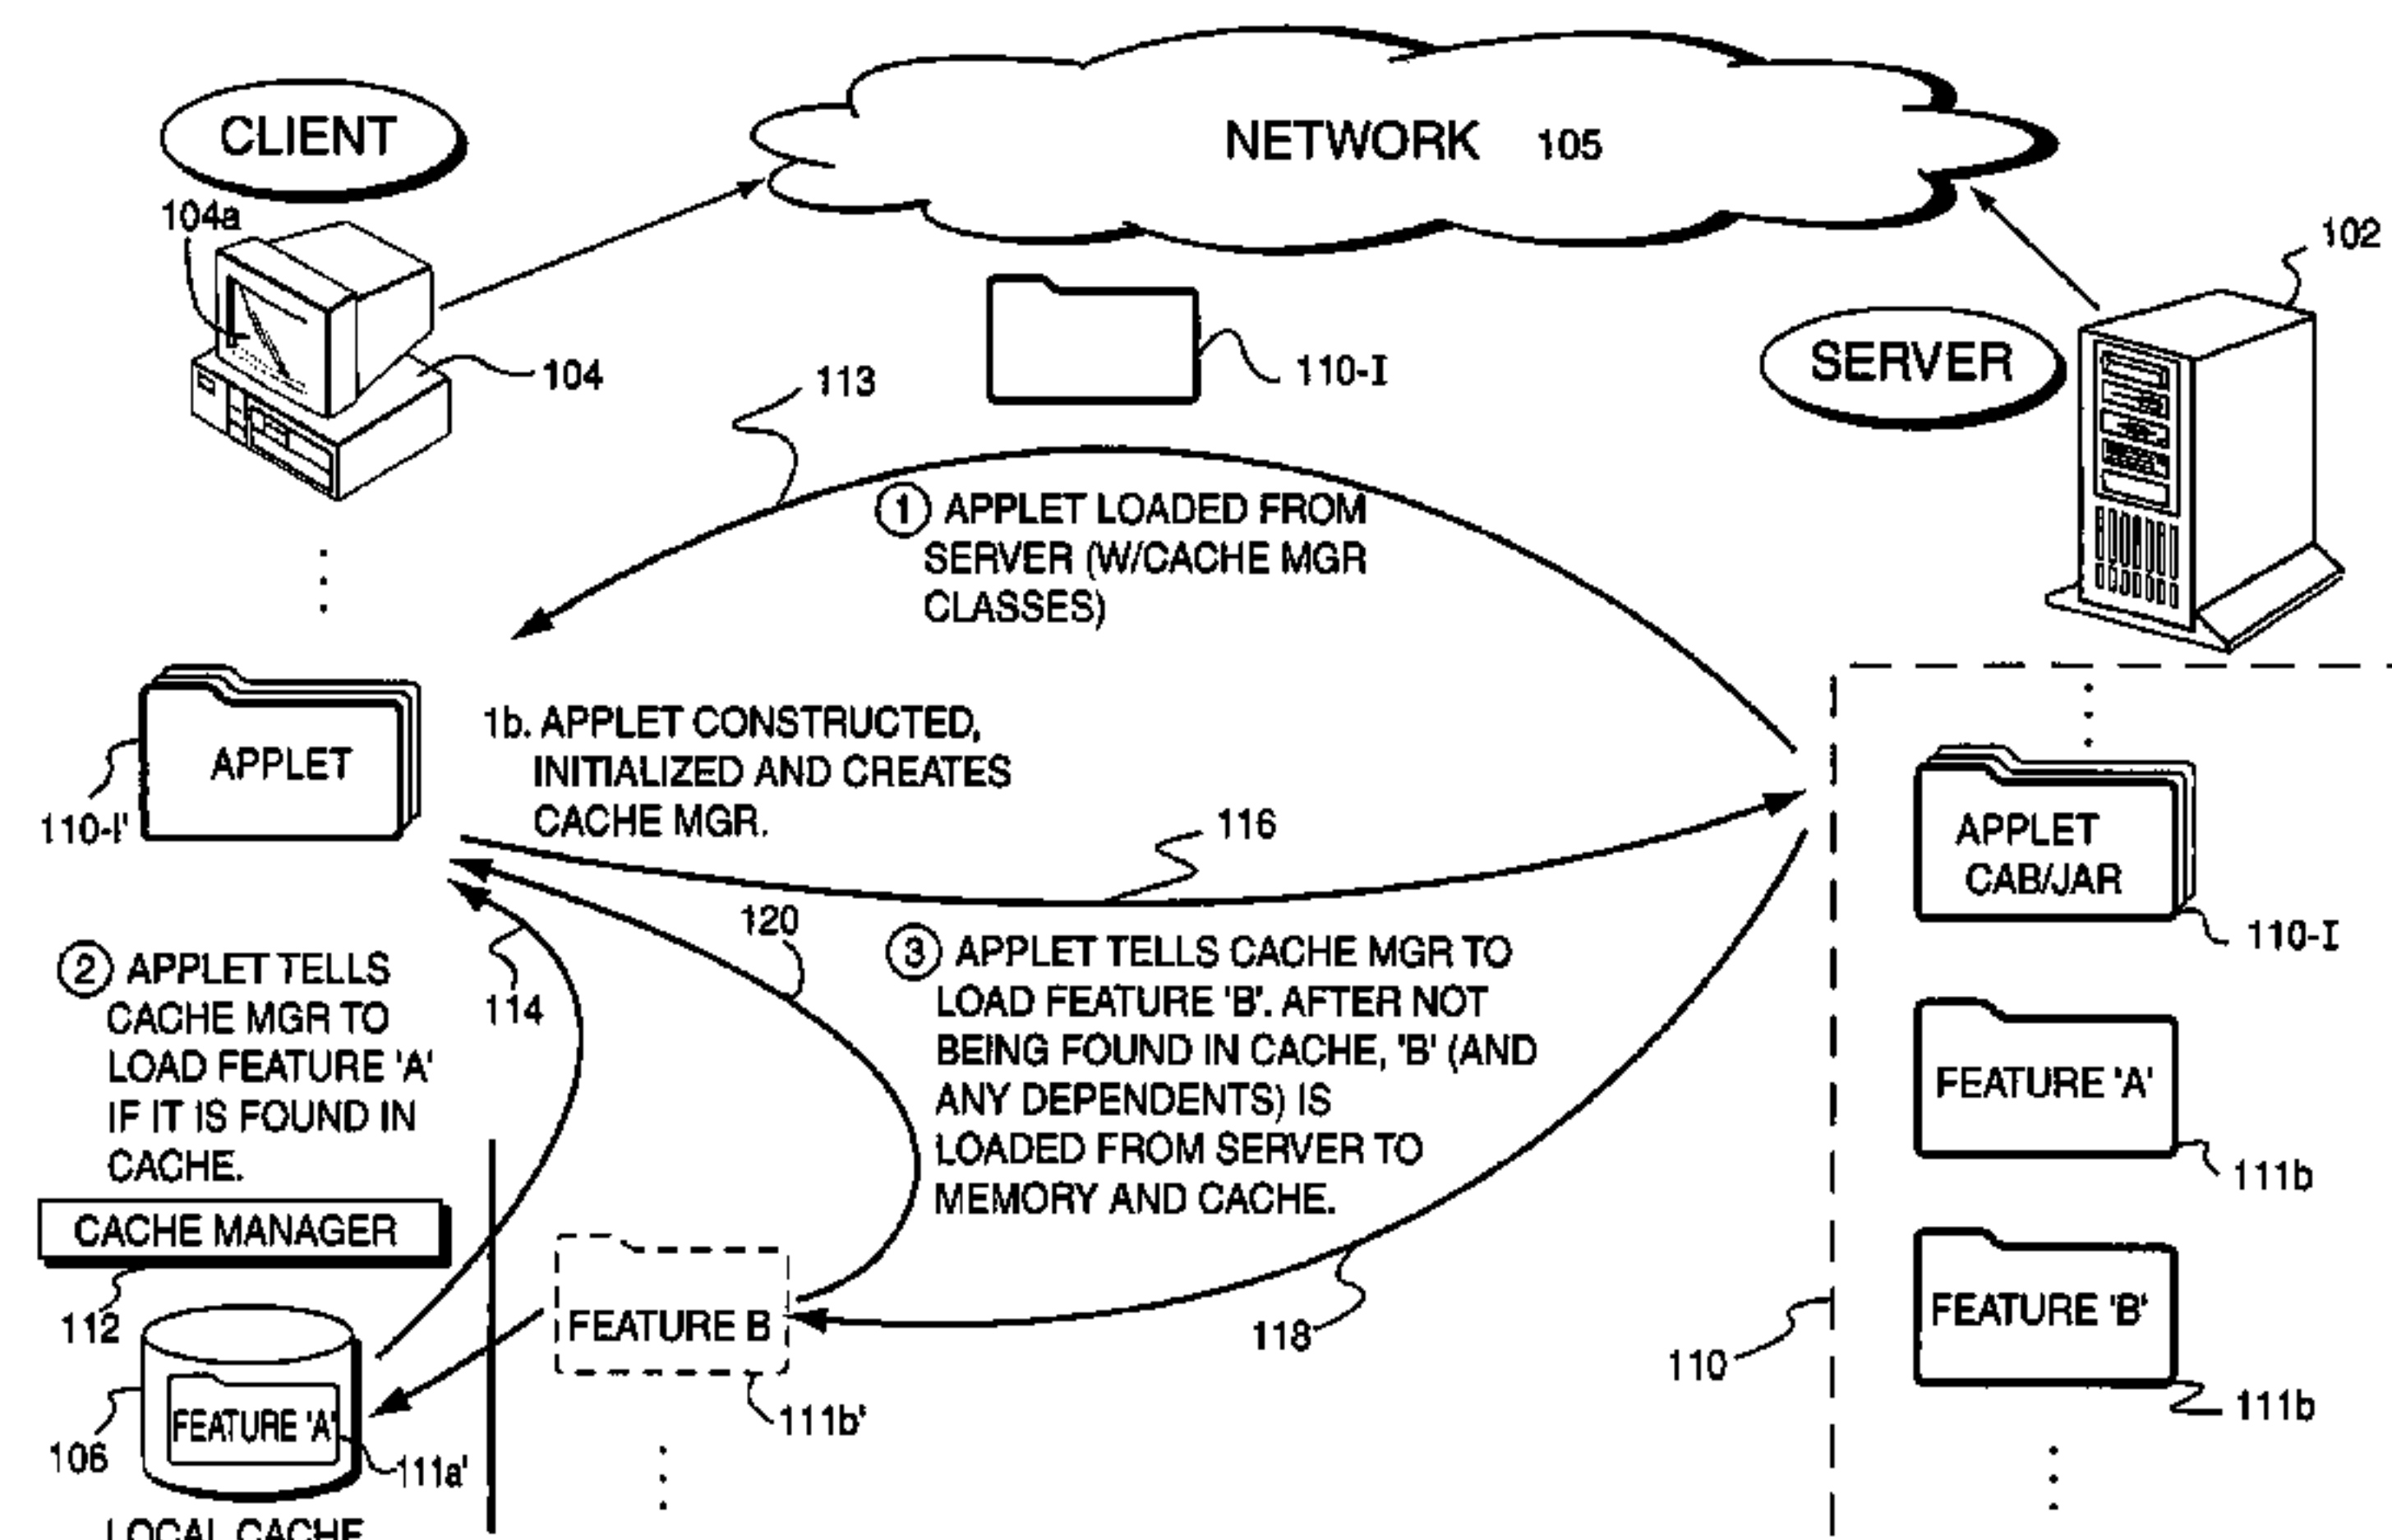 CLIENT
NETWORK 105
104a
102
104
110-I
SERVER
113
① APPLET LOADED FROM
SERVER (W/CACHE MGR
CLASSES)
APPLET
110-I'
1b. APPLET CONSTRUCTED,
INITIALIZED AND CREATES
CACHE MGR.
116
APPLET
CAB/JAR
110-I
120
114
② APPLET TELLS
CACHE MGR TO
LOAD FEATURE 'A'
IF IT IS FOUND IN
CACHE.
③ APPLET TELLS CACHE MGR TO
LOAD FEATURE 'B'. AFTER NOT
BEING FOUND IN CACHE, 'B' (AND
ANY DEPENDENTS) IS
LOADED FROM SERVER TO
MEMORY AND CACHE.
FEATURE 'A'
111b
CACHE MANAGER
112
FEATURE B
111b'
118
110
FEATURE 'B'
111b
FEATURE 'A'
106
111a'
LOCAL CACHE